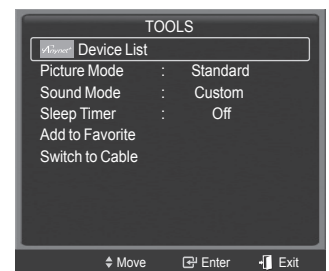 TOOLS
Anynet+ Device List
Picture Mode : Standard
Sound Mode : Custom
Sleep Timer : Off
Add to Favorite
Switch to Cable
Move Enter Exit